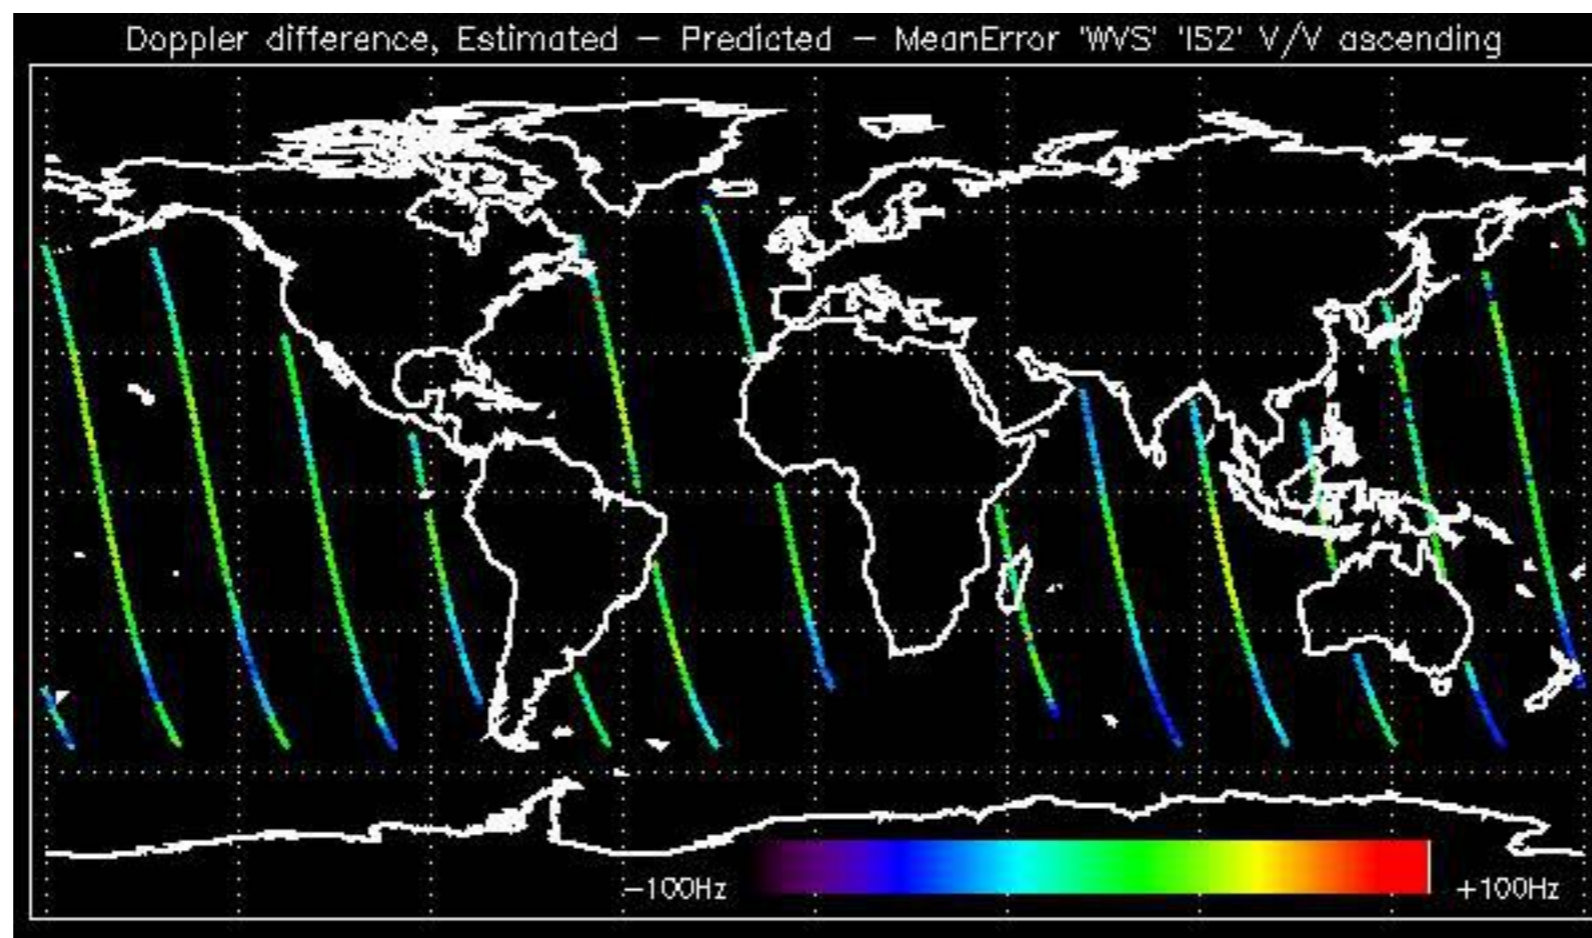 Doppler difference, Estimated – Predicted – MeanError 'WVS' 'IS2' V/V ascending
–100Hz +100Hz